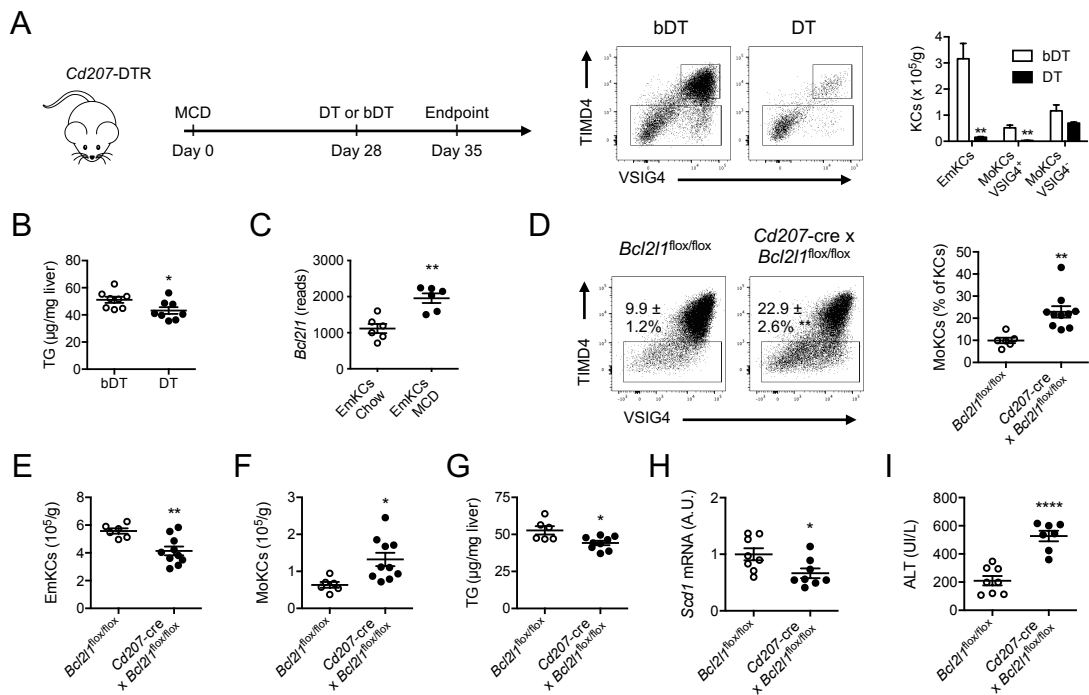 A
Cd207-DTR
MCD
DT or bDT
Endpoint
Day 0
Day 28
Day 35
bDT
DT
TIMD4
VSIG4
KCs (x 10⁵/g)
4
3
2
1
0
bDT
DT
**
**
EmKCs
MoKCs
VSIG4⁺
MoKCs
VSIG4⁻
B
TG (µg/mg liver)
80
60
40
20
0
*
bDT
DT
C
Bcl2l1 (reads)
3000
2000
1000
0
**
EmKCs
Chow
EmKCs
MCD
D
Bcl2l1flox/flox
Cd207-cre x
Bcl2l1flox/flox
9.9 ±
1.2%
22.9 ±
2.6% **
TIMD4
VSIG4
MoKCs (% of KCs)
50
40
30
20
10
0
**
Bcl2l1flox/flox
Cd207-cre
x Bcl2l1flox/flox
E
EmKCs (10⁵/g)
8
6
4
2
0
**
Bcl2l1flox/flox
Cd207-cre
x Bcl2l1flox/flox
F
MoKCs (10⁵/g)
3
2
1
0
*
Bcl2l1flox/flox
Cd207-cre
x Bcl2l1flox/flox
G
TG (µg/mg liver)
75
50
25
0
*
Bcl2l1flox/flox
Cd207-cre
x Bcl2l1flox/flox
H
Scd1 mRNA (A.U.)
2
1
0
*
Bcl2l1flox/flox
Cd207-cre
x Bcl2l1flox/flox
I
ALT (UI/L)
800
600
400
200
0
****
Bcl2l1flox/flox
Cd207-cre
x Bcl2l1flox/flox